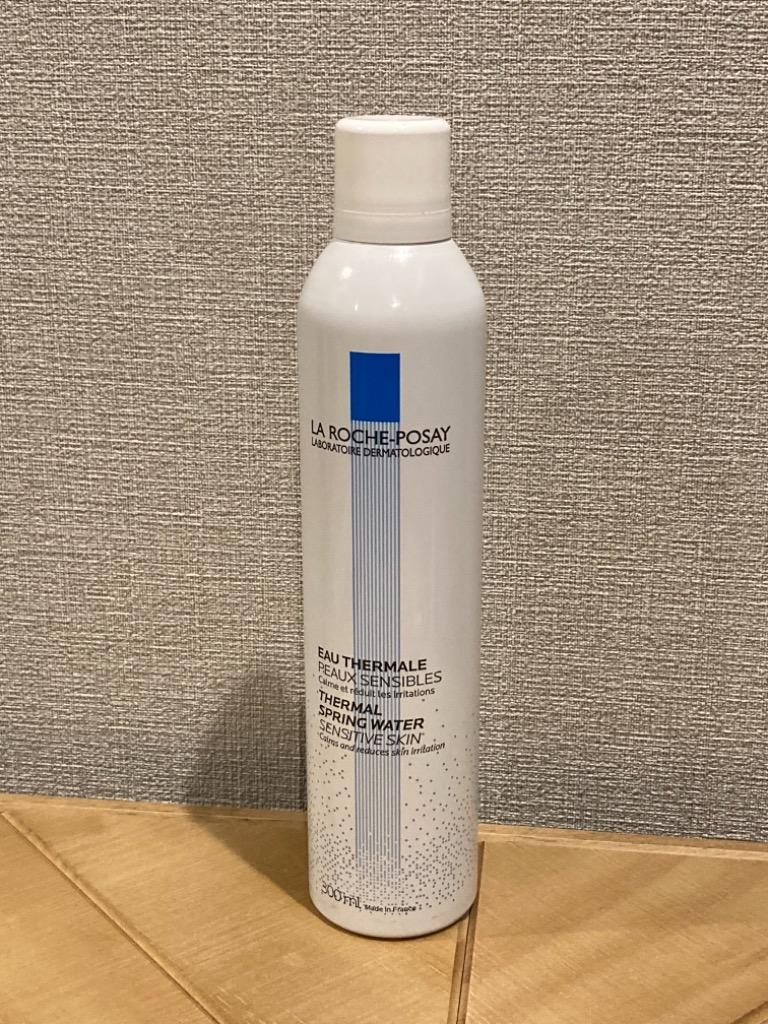 LA ROCHE-POSAY
LABORATOIRE DERMATOLOGIQUE
EAU THERMALE
PEAUX SENSIBLES
Calme et réduit les irritations
THERMAL
SPRING WATER
SENSITIVE SKIN
Calms and reduces skin irritation
300 ml Made in France